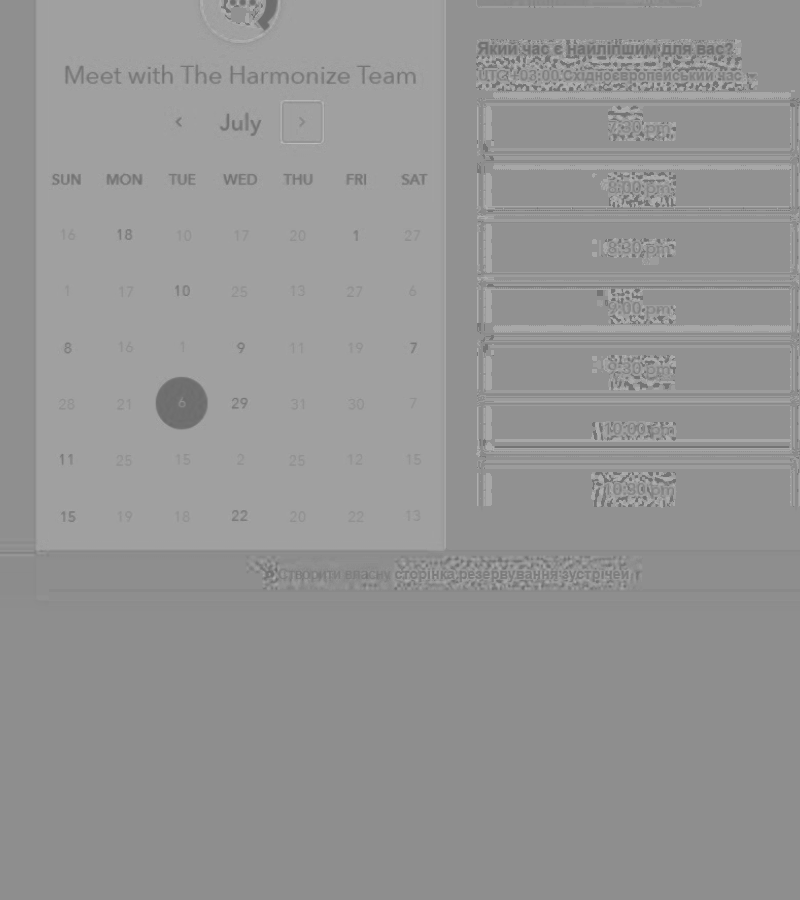 Meet with The Harmonize Team
July
SUN MON TUE WED THU FRI SAT
16 18 10 17 20 1 27
1 17 10 25 13 27 6
8 16 1 9 11 19 7
28 21 6 29 31 30 7
11 25 15 2 25 12 15
15 19 18 22 20 22 13
Який час є найліпшим для вас?
UTC +03:00 Східноєвропейський час
7:30 pm
8:00 pm
8:30 pm
9:00 pm
9:30 pm
10:00 pm
10:30 pm
Створити власну сторінка резервування зустрічей